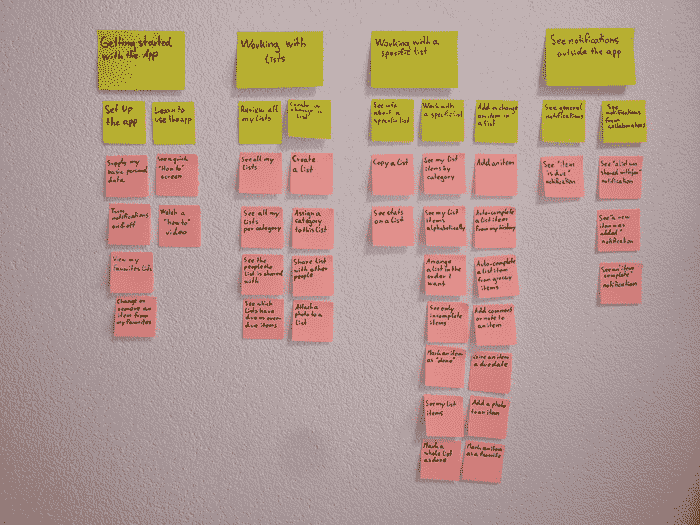 Getting started
with the App
Working with
Lists
Working with a
specific list
See notifications
outside the app
Set Up
the app
Learn to
use the app
Review all
my Lists
Create or
change a
list
See info
about a
specific list
Work with
a specific list
Add or change
an item in
a list
See general
notifications
See
notifications
from
collaborators
Supply my
basic personal
data
See a quick
"How to"
screen
See all my
Lists
Create
a list
Copy a List
See my list
items by
category
Add an item
See "item
is due"
notification
See "a list was
shared with you"
notification
Turn
notifications
on/off
Watch a
"how to"
video
See all my
Lists
per category
Assign a
category
to this List
See stats
on a List
See my List
items
alphabetically
Auto-complete
a list item
from my history
See "a new
item was
added"
notification
View my
favorites lists
See the
people the
List is shared
with
Share List
with other
people
Arrange
a list in the
order I
want
Auto-complete
a list item
from grocery
items
See an "item
complete"
notification
Change or
remove an
item from
my favorites
See which
Lists have
due or over-
due items
Attach a
photo to a
List
See only
incomplete
items
Add comment
or note to
an item
Mark an item
as "done"
Give an item
a due date
See my list
items
Add a photo
to an item
Mark a
whole list
as done
Mark an item
as a favorite